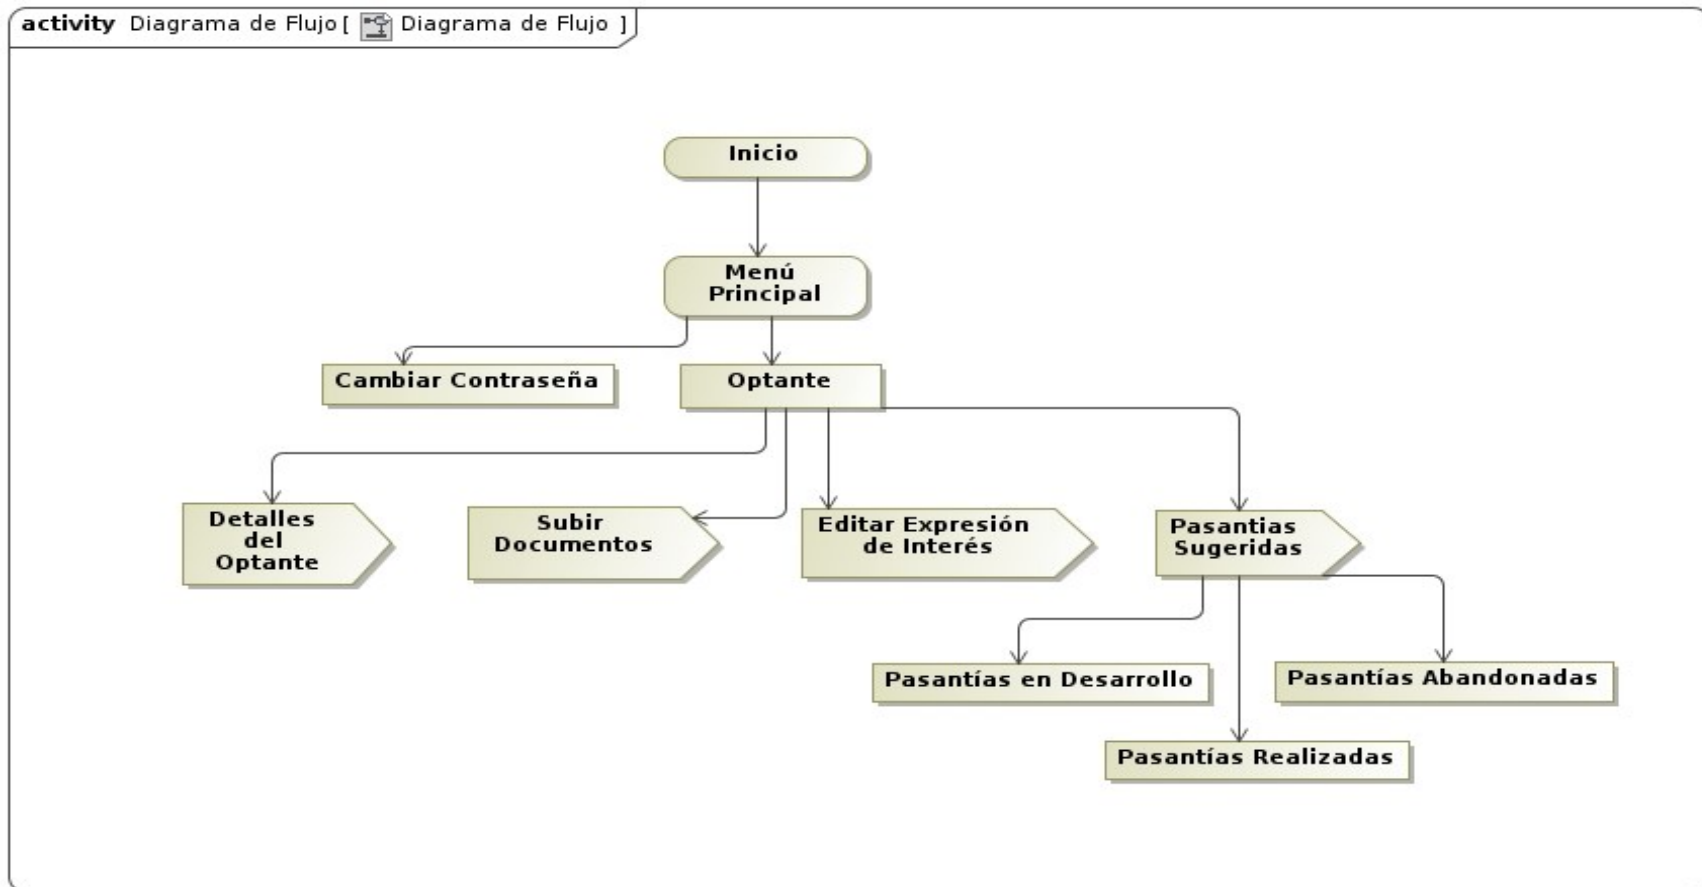 activity Diagrama de Flujo [ Diagrama de Flujo ]
Inicio
Menú
Principal
Cambiar Contraseña
Optante
Detalles
del
Optante
Subir
Documentos
Editar Expresión
de Interés
Pasantias
Sugeridas
Pasantías en Desarrollo
Pasantías Abandonadas
Pasantías Realizadas